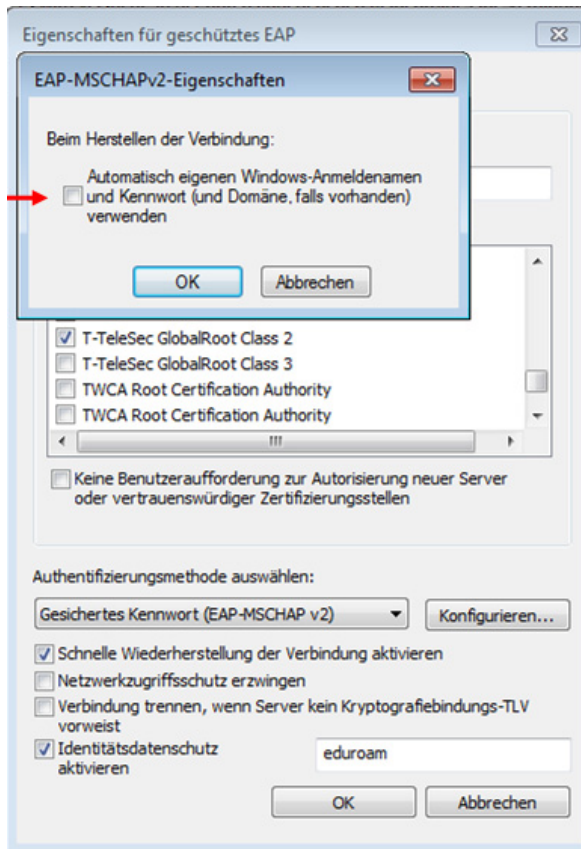 Eigenschaften für geschütztes EAP
EAP-MSCHAPv2-Eigenschaften
Beim Herstellen der Verbindung:
Automatisch eigenen Windows-Anmeldenamen
und Kennwort (und Domäne, falls vorhanden)
verwenden
OK
Abbrechen
T-TeleSec GlobalRoot Class 2
T-TeleSec GlobalRoot Class 3
TWCA Root Certification Authority
TWCA Root Certification Authority
Keine Benutzeraufforderung zur Autorisierung neuer Server
oder vertrauenswürdiger Zertifizierungsstellen
Authentifizierungsmethode auswählen:
Gesichertes Kennwort (EAP-MSCHAP v2)
Konfigurieren...
Schnelle Wiederherstellung der Verbindung aktivieren
Netzwerkzugriffsschutz erzwingen
Verbindung trennen, wenn Server kein Kryptografiebindungs-TLV
vorweist
Identitätsdatenschutz
aktivieren
eduroam
OK
Abbrechen